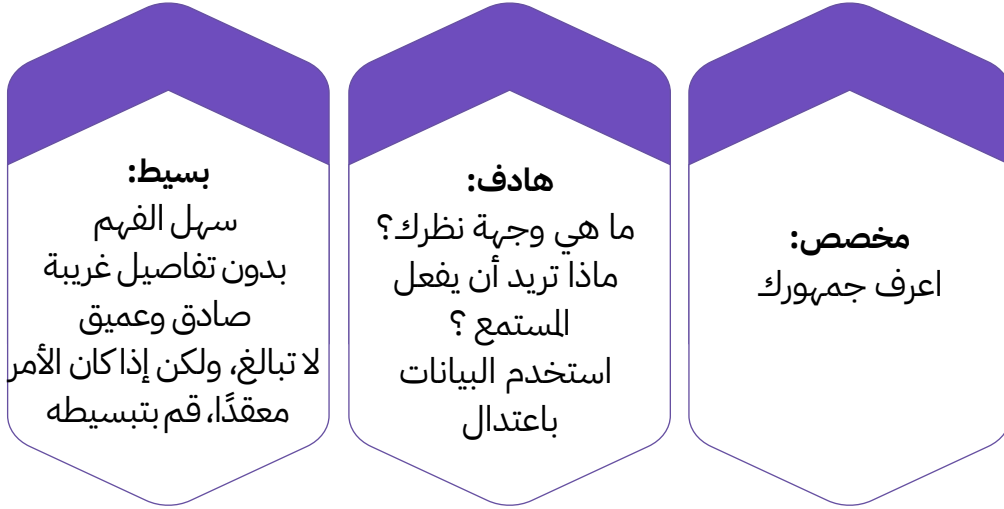 مخصص:
اعرف جمهورك
هادف:
ما هي وجهة نظرك؟
ماذا تريد أن يفعل
المستمع ؟
استخدم البيانات
باعتدال
بسيط:
سهل الفهم
بدون تفاصيل غريبة
صادق وعميق
لا تبالغ، ولكن إذا كان الأمر
معقدًا، قم بتبسيطه